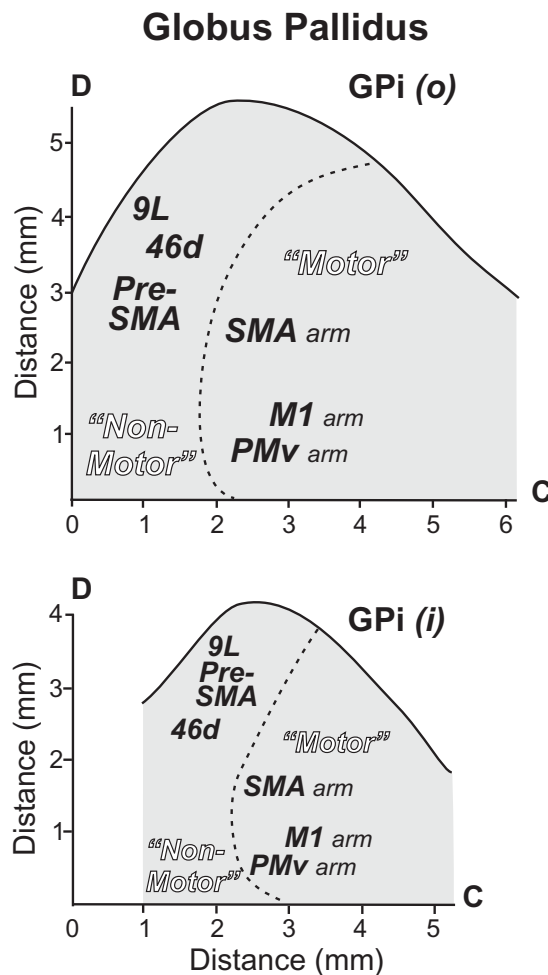 Globus Pallidus
D
GPi (o)
Distance (mm)
5
4
3
2
1
9L
46d
Pre-
SMA
“Motor”
SMA arm
“Non-
Motor”
M1 arm
PMv arm
C
0 1 2 3 4 5 6
D
GPi (i)
Distance (mm)
4
3
2
1
9L
Pre-
SMA
46d
“Motor”
SMA arm
“Non-
Motor”
M1 arm
PMv arm
C
0 1 2 3 4 5
Distance (mm)